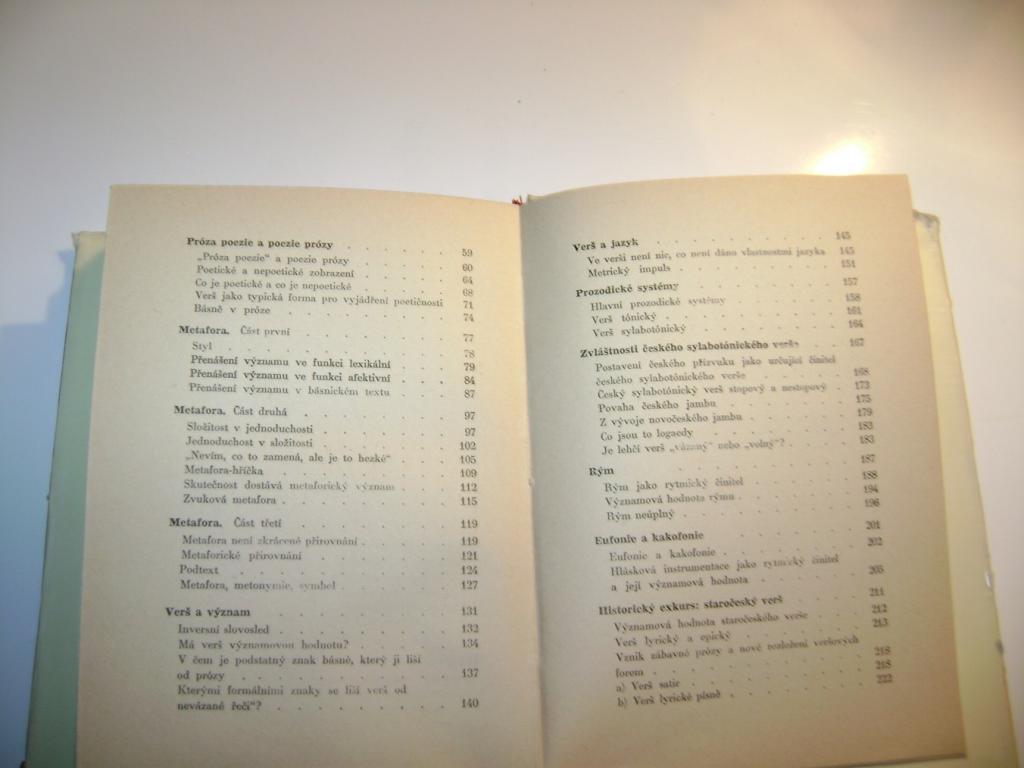 Próza poezie a poezie prózy . . . . . . 59
„Próza poezie“ a poezie prózy . . . . . 60
Poetické a nepoetické zobrazení . . . . . 64
Co je poetické a co je nepoetické . . . . . 68
Verš jako typická forma pro vyjádření poetičnosti 71
Básně v próze . . . . . . . . . 74
Metafora. Část první . . . . . . . . 77
Styl . . . . . . . . . . . 78
Přenášení významu ve funkci lexikální . . . 79
Přenášení významu ve funkci afektivní . . . 84
Přenášení významu v básnickém textu . . . 87
Metafora. Část druhá . . . . . . . . 97
Složitost v jednoduchosti . . . . . . . 97
Jednoduchost v složitosti . . . . . . . 102
„Nevím, co to zamená, ale je to hezké“ . . . 105
Metafora-hříčka . . . . . . . . . 109
Skutečnost dostává metaforický význam . . . 112
Zvuková metafora . . . . . . . . . 115
Metafora. Část třetí . . . . . . . . 119
Metafora není zkrácené přirovnání . . . . . 119
Metaforické přirovnání . . . . . . . 121
Podtext . . . . . . . . . . 124
Metafora, metonymie, symbol . . . . . . 127
Verš a význam . . . . . . . . . 131
Inversní slovosled . . . . . . . . . 132
Má verš významovou hodnotu? . . . . . 134
V čem je podstatný znak básně, který ji liší
od prózy . . . . . . . . . . 137
Kterými formálními znaky se liší verš od
nevázané řeči“? . . . . . . . . . 140
Verš a jazyk . . . . . . . . . 145
Ve verši není nic, co není dáno vlastnostmi jazyka 145
Metrický impuls . . . . . . . . . 151
Prozodické systémy . . . . . . . . 157
Hlavní prozodické systémy . . . . . . 158
Verš tónický . . . . . . . . . 161
Verš sylabotónický . . . . . . . . 164
Zvláštnosti českého sylabotónického verše . . 167
Postavení českého přízvuku jako určující činitel
českého sylabotónického verše . . . . . 168
Český sylabotónický verš stopový a nestopový . 173
Povaha českého jambu . . . . . . . 175
Z vývoje novočeského jambu . . . . . . 179
Co jsou to logaedy . . . . . . . . 183
Je lehčí verš „vázaný“ nebo „volný“? . . . . 183
Rým . . . . . . . . . . 187
Rým jako rytmický činitel . . . . . . 188
Významová hodnota rýmu . . . . . . 194
Rým neúplný . . . . . . . . . 196
Eufonie a kakofonie . . . . . . . . 201
Eufonie a kakofonie . . . . . . . . 202
Hlásková instrumentace jako rytmický činitel
a její významová hodnota . . . . . . 205
Historický exkurs: staročeský verš . . . . 211
Významová hodnota staročeského verše . . . 212
Verš lyrický a epický . . . . . . . 213
Vznik zábavné prózy a nové rozložení veršových
forem . . . . . . . . . . 218
a) Verš satir . . . . . . . . . 218
b) Verš lyrické písně . . . . . . . 222